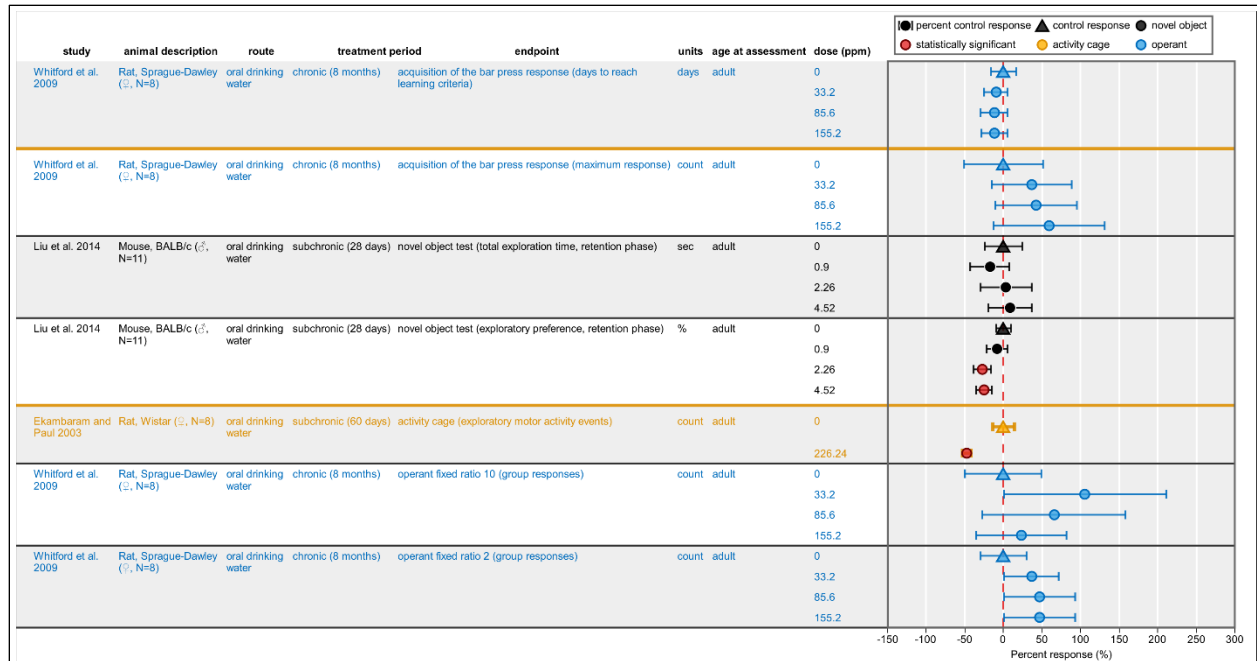 percent control response control response novel object
statistically significant activity cage operant
study animal description route treatment period endpoint units age at assessment dose (ppm)
Whitford et al. Rat, Sprague-Dawley oral drinking chronic (8 months) acquisition of the bar press response (days to reach days adult 0
2009 (♀, N=8) water learning criteria)
33.2
85.6
155.2
Whitford et al. Rat, Sprague-Dawley oral drinking chronic (8 months) acquisition of the bar press response (maximum response) count adult 0
2009 (♀, N=8) water
33.2
85.6
155.2
Liu et al. 2014 Mouse, BALB/c (♂, oral drinking subchronic (28 days) novel object test (total exploration time, retention phase) sec adult 0
N=11) water
0.9
2.26
4.52
Liu et al. 2014 Mouse, BALB/c (♂, oral drinking subchronic (28 days) novel object test (exploratory preference, retention phase) % adult 0
N=11) water
0.9
2.26
4.52
Ekambaram and Rat, Wistar (♀, N=8) oral drinking subchronic (60 days) activity cage (exploratory motor activity events) count adult 0
Paul 2003 water
226.24
Whitford et al. Rat, Sprague-Dawley oral drinking chronic (8 months) operant fixed ratio 10 (group responses) count adult 0
2009 (♀, N=8) water
33.2
85.6
155.2
Whitford et al. Rat, Sprague-Dawley oral drinking chronic (8 months) operant fixed ratio 2 (group responses) count adult 0
2009 (♀, N=8) water
33.2
85.6
155.2
-150 -100 -50 0 50 100 150 200 250 300
Percent response (%)